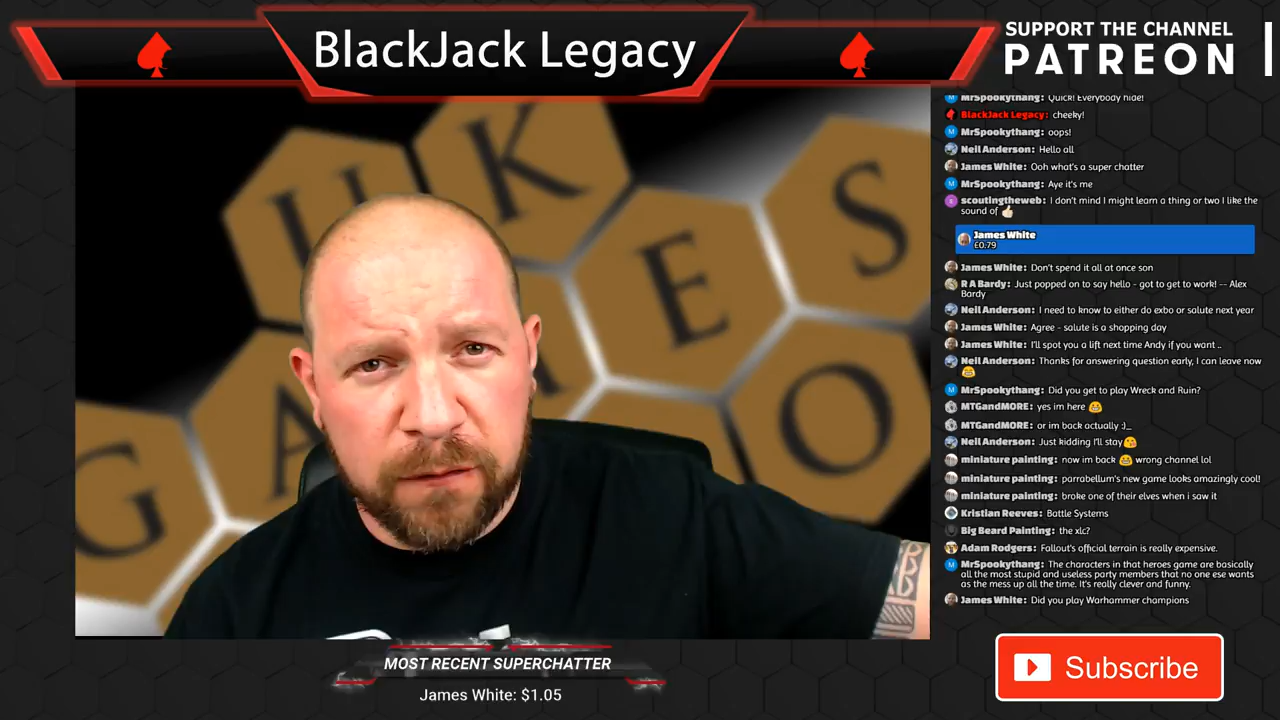 BlackJack Legacy
SUPPORT THE CHANNEL
PATREON
U K
G A E S
O
MrSpookythang: Quick! Everybody hide!
BlackJack Legacy: cheeky!
MrSpookythang: oops!
Neil Anderson: Hello all
James White: Ooh what's a super chatter
MrSpookythang: Aye it's me
scoutingtheweb: I don't mind I might learn a thing or two I like the
sound of 👍🏻
James White
£0.79
James White: Don't spend it all at once son
R A Bardy: Just popped on to say hello - got to get to work! -- Alex
Bardy
Neil Anderson: I need to know to either do exbo or salute next year
James White: Agree - salute is a shopping day
James White: I'll spot you a lift next time Andy if you want ..
Neil Anderson: Thanks for answering question early, I can leave now
😂
MrSpookythang: Did you get to play Wreck and Ruin?
MTGandMORE: yes im here 😂
MTGandMORE: or im back actually :)_
Neil Anderson: Just kidding I'll stay😘
miniature painting: now im back 😂 wrong channel lol
miniature painting: parrabellum's new game looks amazingly cool!
miniature painting: broke one of their elves when i saw it
Kristian Reeves: Battle Systems
Big Beard Painting: the xlc?
Adam Rodgers: Fallout's official terrain is really expensive.
MrSpookythang: The characters in that heroes game are basically
all the most stupid and useless party members that no one ese wants
as the mess up all the time. It's really clever and funny.
James White: Did you play Warhammer champions
MOST RECENT SUPERCHATTER
James White: $1.05
Subscribe